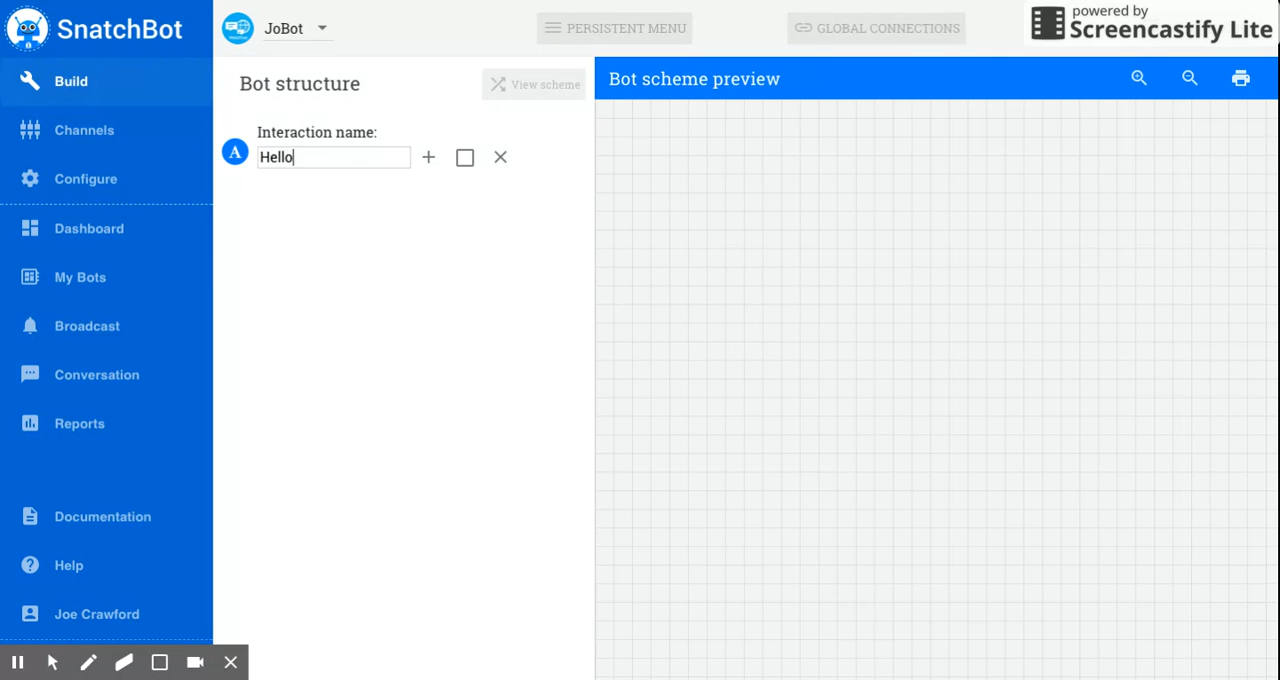 SnatchBot
JoBot
PERSISTENT MENU
GLOBAL CONNECTIONS
powered by
Screencastify Lite
Build
Channels
Configure
Dashboard
My Bots
Broadcast
Conversation
Reports
Documentation
Help
Joe Crawford
Bot structure
View scheme
Interaction name:
A
Hello
Bot scheme preview